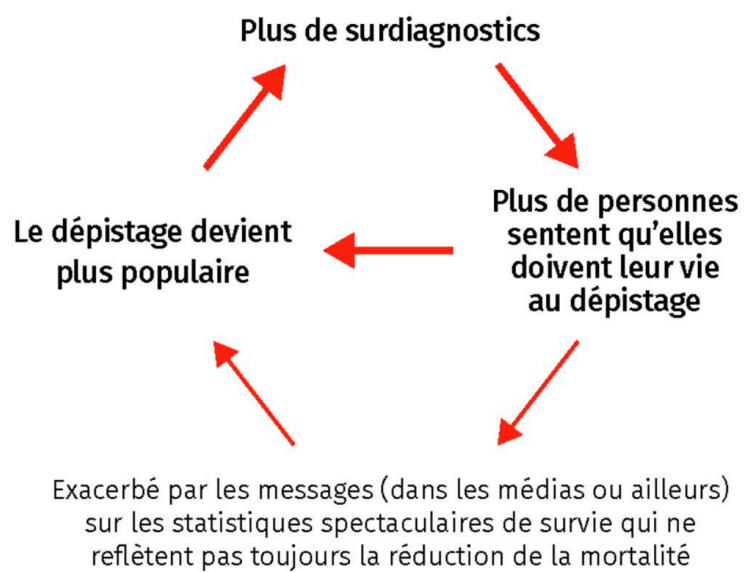 Plus de surdiagnostics
Plus de personnes
sentent qu’elles
doivent leur vie
au dépistage
Le dépistage devient
plus populaire
Exacerbé par les messages (dans les médias ou ailleurs)
sur les statistiques spectaculaires de survie qui ne
reflètent pas toujours la réduction de la mortalité